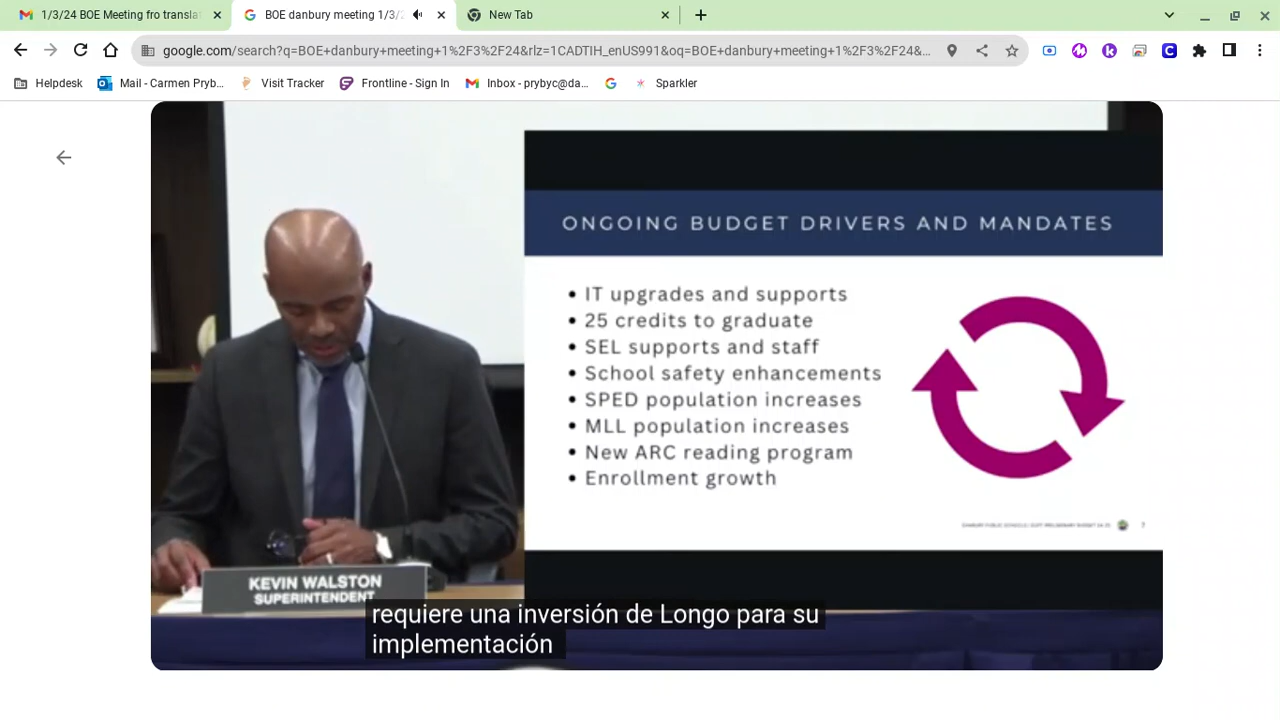 1/3/24 BOE Meeting fro transla
BOE danbury meeting 1/3/2
New Tab
google.com/search?q=BOE+danbury+meeting+1%2F3%2F24&rlz=1CADTIH_enUS991&oq=BOE+danbury+meeting+1%2F3%2F24&...
Helpdesk
Mail - Carmen Pryb...
Visit Tracker
Frontline - Sign In
Inbox - prybyc@da...
Sparkler
ONGOING BUDGET DRIVERS AND MANDATES
• IT upgrades and supports
• 25 credits to graduate
• SEL supports and staff
• School safety enhancements
• SPED population increases
• MLL population increases
• New ARC reading program
• Enrollment growth
KEVIN WALSTON
SUPERINTENDENT
requiere una inversión de Longo para su
implementación